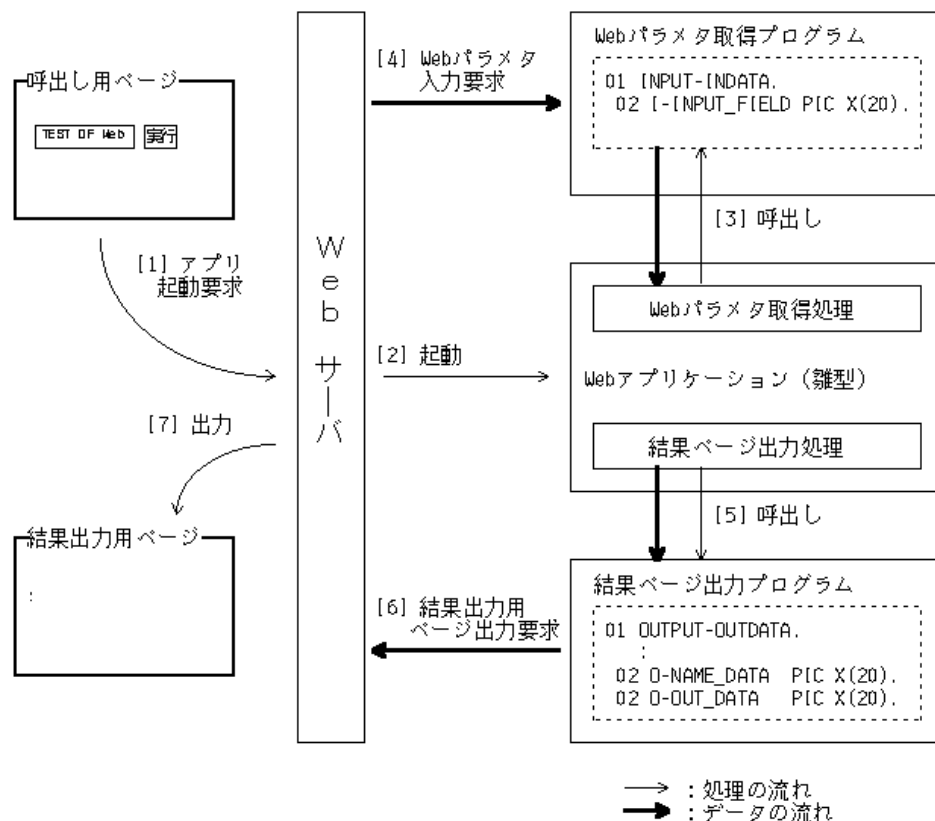 呼出し用ページ
TEST OF Web 実行
[1] アプリ
起動要求
[7] 出力
結果出力用ページ
:
Webサーバ
[4] Webパラメタ
入力要求
[2] 起動
[6] 結果出力用
ページ出力要求
Webパラメタ取得プログラム
01 INPUT-INDATA.
02 I-INPUT_FIELD PIC X(20).
[3] 呼出し
Webパラメタ取得処理
Webアプリケーション (雛型)
結果ページ出力処理
[5] 呼出し
結果ページ出力プログラム
01 OUTPUT-OUTDATA.
:
02 O-NAME_DATA PIC X(20).
02 O-OUT_DATA PIC X(20).
: 処理の流れ
: データの流れ